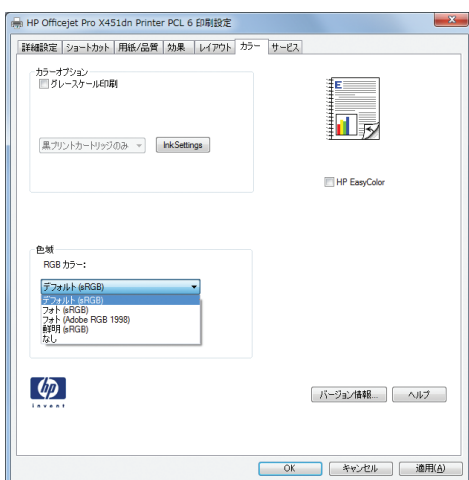 HP Officejet Pro X451dn Printer PCL 6 印刷設定
詳細設定 ショートカット 用紙/品質 効果 レイアウト カラー サービス
カラーオプション
グレースケール印刷
黒プリントカートリッジのみ InkSettings
E
HP EasyColor
色域
RGB カラー:
デフォルト (sRGB)
デフォルト (sRGB)
フォト (sRGB)
フォト (Adobe RGB 1998)
鮮明 (sRGB)
なし
hp
invent
バージョン情報... ヘルプ
OK キャンセル 適用(A)